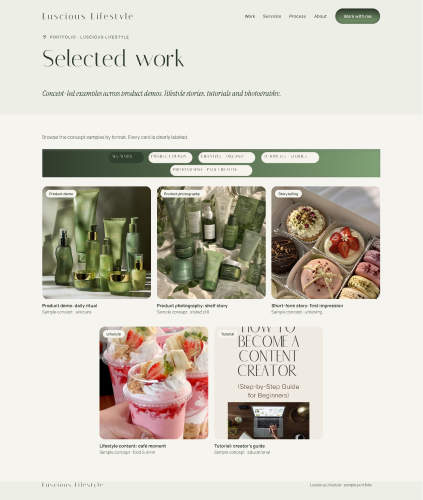 Luscious Lifestyle
Work Services Process About Work with me
PORTFOLIO · LUSCIOUS LIFESTYLE
Selected work
Concept-led examples across product demos, lifestyle stories, tutorials and photography.
Browse the concept samples by format. Every card is clearly labeled.
Product demo
Product photography
Storytelling
Product demo: daily ritual
Sample concept · skincare
Product photography: shelf story
Sample concept · styled still
Short-form story: first impression
Sample concept · unboxing
Lifestyle
Tutorial
HOW TO
BECOME A
CONTENT
CREATOR
(Step-by-Step Guide
for Beginners)
Lifestyle content: café moment
Sample concept · food & drink
Tutorial: creator's guide
Sample concept · educational
Luscious Lifestyle
Luscious Lifestyle · sample portfolio